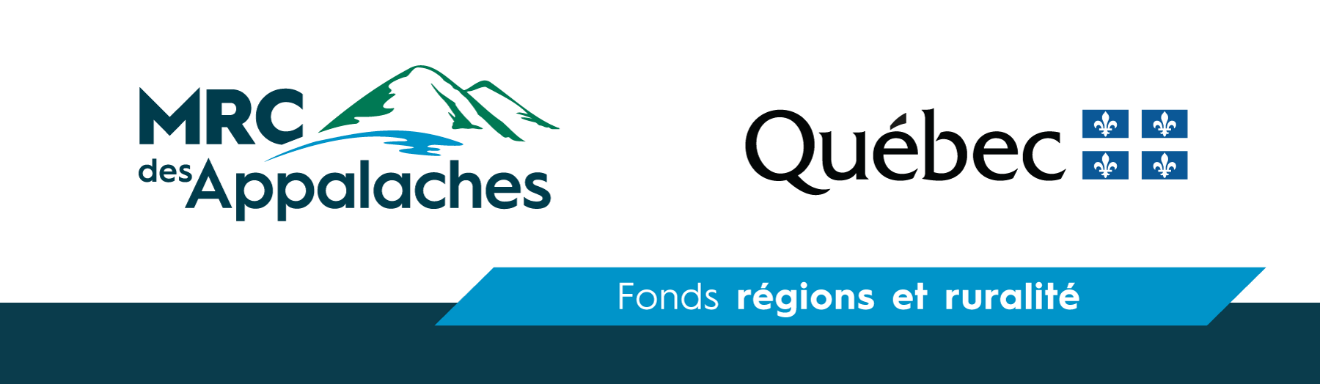 MRC
des Appalaches
Québec
Fonds régions et ruralité